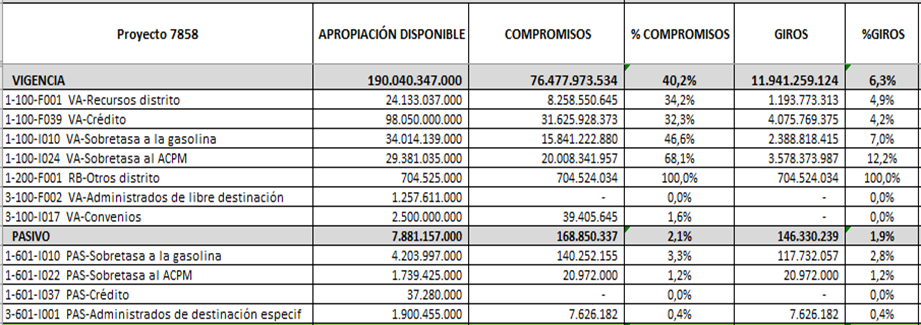 Proyecto 7858 APROPIACIÓN DISPONIBLE COMPROMISOS % COMPROMISOS GIROS %GIROS
VIGENCIA 190.040.347.000 76.477.973.534 40,2% 11.941.259.124 6,3%
1-100-F001 VA-Recursos distrito 24.133.037.000 8.258.550.645 34,2% 1.193.773.313 4,9%
1-100-F039 VA-Crédito 98.050.000.000 31.625.928.373 32,3% 4.075.769.375 4,2%
1-100-I010 VA-Sobretasa a la gasolina 34.014.139.000 15.841.222.880 46,6% 2.388.818.415 7,0%
1-100-I024 VA-Sobretasa al ACPM 29.381.035.000 20.008.341.957 68,1% 3.578.373.987 12,2%
1-200-F001 RB-Otros distrito 704.525.000 704.524.034 100,0% 704.524.034 100,0%
3-100-F002 VA-Administrados de libre destinación 1.257.611.000 - 0,0% - 0,0%
3-100-I017 VA-Convenios 2.500.000.000 39.405.645 1,6% - 0,0%
PASIVO 7.881.157.000 168.850.337 2,1% 146.330.239 1,9%
1-601-I010 PAS-Sobretasa a la gasolina 4.203.997.000 140.252.155 3,3% 117.732.057 2,8%
1-601-I022 PAS-Sobretasa al ACPM 1.739.425.000 20.972.000 1,2% 20.972.000 1,2%
1-601-I037 PAS-Crédito 37.280.000 - 0,0% - 0,0%
3-601-I001 PAS-Administrados de destinación especif 1.900.455.000 7.626.182 0,4% 7.626.182 0,4%